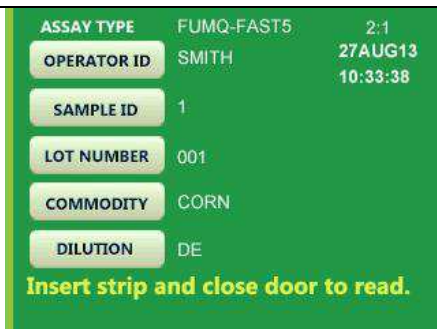 ASSAY TYPE FUMQ-FAST5 2:1
OPERATOR ID SMITH 27AUG13
10:33:38
SAMPLE ID 1
LOT NUMBER 001
COMMODITY CORN
DILUTION DE
Insert strip and close door to read.